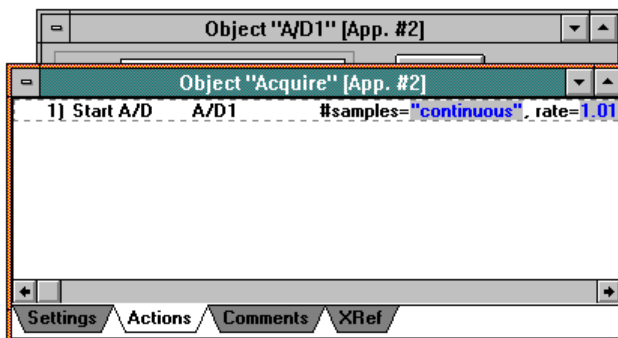 Object "A/D1" [App. #2]
Object "Acquire" [App. #2]
1) Start A/D A/D1 #samples="continuous", rate=1.01
Settings Actions Comments XRef